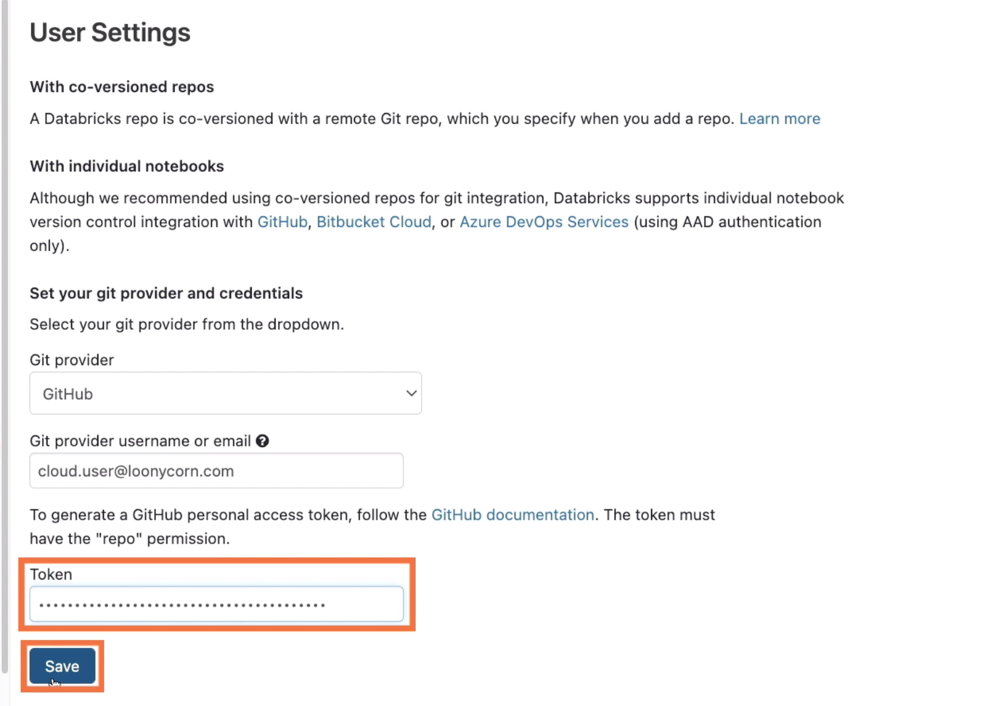 User Settings
With co-versioned repos
A Databricks repo is co-versioned with a remote Git repo, which you specify when you add a repo. Learn more
With individual notebooks
Although we recommended using co-versioned repos for git integration, Databricks supports individual notebook
version control integration with GitHub, Bitbucket Cloud, or Azure DevOps Services (using AAD authentication
only).
Set your git provider and credentials
Select your git provider from the dropdown.
Git provider
GitHub
Git provider username or email ?
cloud.user@loonycorn.com
To generate a GitHub personal access token, follow the GitHub documentation. The token must
have the "repo" permission.
Token
••••••••••••••••••••••••••••••••••••••••
Save